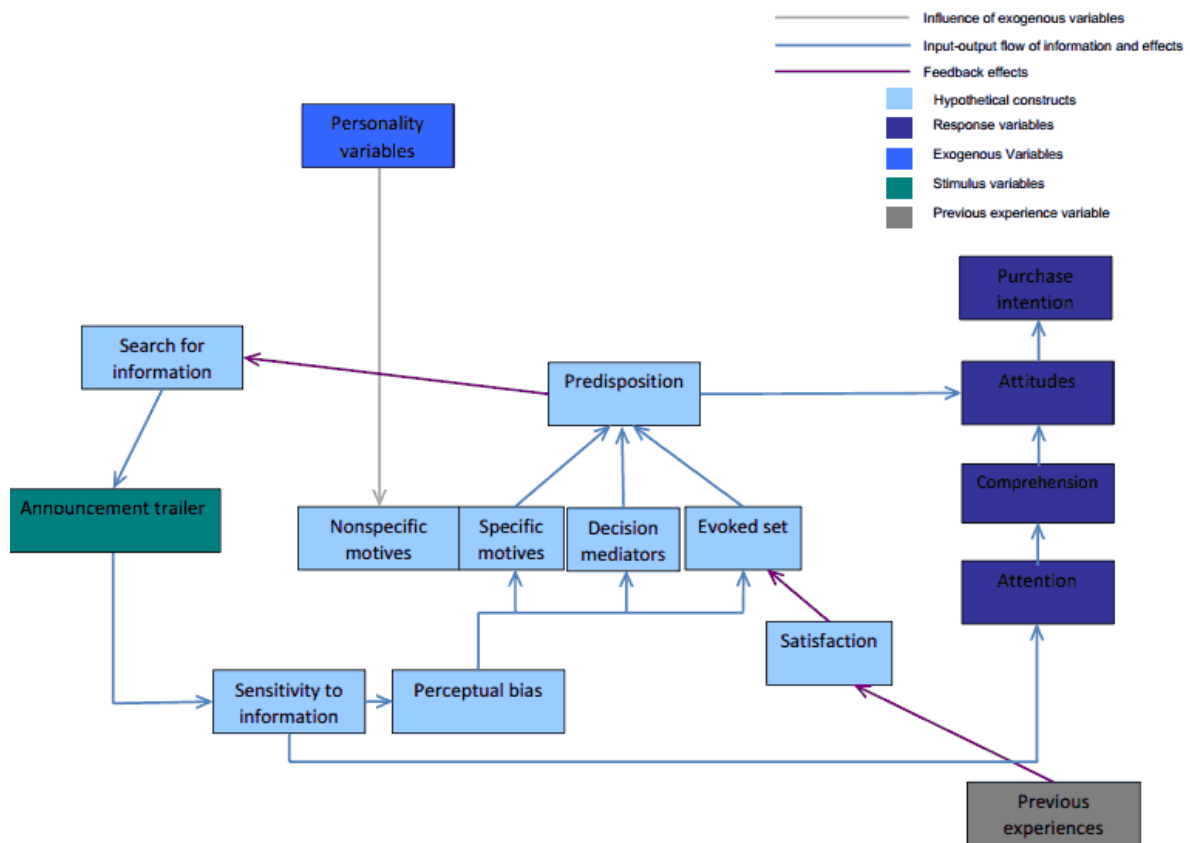 Influence of exogenous variables
Input-output flow of information and effects
Feedback effects
Hypothetical constructs
Response variables
Exogenous Variables
Stimulus variables
Previous experience variable
Personality
variables
Purchase
intention
Search for
information
Predisposition
Attitudes
Announcement trailer
Comprehension
Nonspecific
motives
Specific
motives
Decision
mediators
Evoked set
Attention
Satisfaction
Sensitivity to
information
Perceptual bias
Previous
experiences